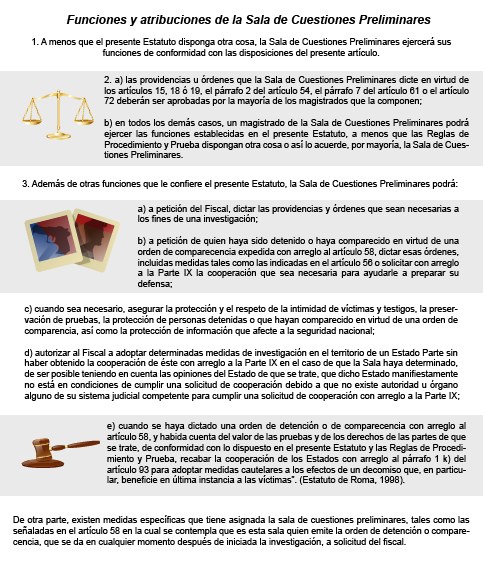 Funciones y atribuciones de la Sala de Cuestiones Preliminares
1. A menos que el presente Estatuto disponga otra cosa, la Sala de Cuestiones Preliminares ejercerá sus
funciones de conformidad con las disposiciones del presente artículo.
2. a) las providencias u órdenes que la Sala de Cuestiones Preliminares dicte en virtud de
los artículos 15, 18 ó 19, el párrafo 2 del artículo 54, el párrafo 7 del artículo 61 o el artículo
72 deberán ser aprobadas por la mayoría de los magistrados que la componen;
b) en todos los demás casos, un magistrado de la Sala de Cuestiones Preliminares podrá
ejercer las funciones establecidas en el presente Estatuto, a menos que las Reglas de
Procedimiento y Prueba dispongan otra cosa o así lo acuerde, por mayoría, la Sala de Cues-
tiones Preliminares.
3. Además de otras funciones que le confiere el presente Estatuto, la Sala de Cuestiones Preliminares podrá:
a) a petición del Fiscal, dictar las providencias y órdenes que sean necesarias a
los fines de una investigación;
b) a petición de quien haya sido detenido o haya comparecido en virtud de una
orden de comparecencia expedida con arreglo al artículo 58, dictar esas órdenes,
incluidas medidas tales como las indicadas en el artículo 56 o solicitar con arreglo
a la Parte IX la cooperación que sea necesaria para ayudarle a preparar su
defensa;
c) cuando sea necesario, asegurar la protección y el respeto de la intimidad de víctimas y testigos, la preser-
vación de pruebas, la protección de personas detenidas o que hayan comparecido en virtud de una orden de
comparencia, así como la protección de información que afecte a la seguridad nacional;
d) autorizar al Fiscal a adoptar determinadas medidas de investigación en el territorio de un Estado Parte sin
haber obtenido la cooperación de éste con arreglo a la Parte IX en el caso de que la Sala haya determinado,
de ser posible teniendo en cuenta las opiniones del Estado de que se trate, que dicho Estado manifiestamente
no está en condiciones de cumplir una solicitud de cooperación debido a que no existe autoridad u órgano
alguno de su sistema judicial competente para cumplir una solicitud de cooperación con arreglo a la Parte IX;
e) cuando se haya dictado una orden de detención o de comparecencia con arreglo al
artículo 58, y habida cuenta del valor de las pruebas y de los derechos de las partes de que
se trate, de conformidad con lo dispuesto en el presente Estatuto y las Reglas de Procedi-
miento y Prueba, recabar la cooperación de los Estados con arreglo al párrafo 1 k) del
artículo 93 para adoptar medidas cautelares a los efectos de un decomiso que, en particu-
lar, beneficie en última instancia a las víctimas”. (Estatuto de Roma, 1998).
De otra parte, existen medidas específicas que tiene asignada la sala de cuestiones preliminares, tales como las
señaladas en el artículo 58 en la cual se contempla que es esta sala quien emite la orden de detención o compare-
cencia, que se da en cualquier momento después de iniciada la investigación, a solicitud del fiscal.